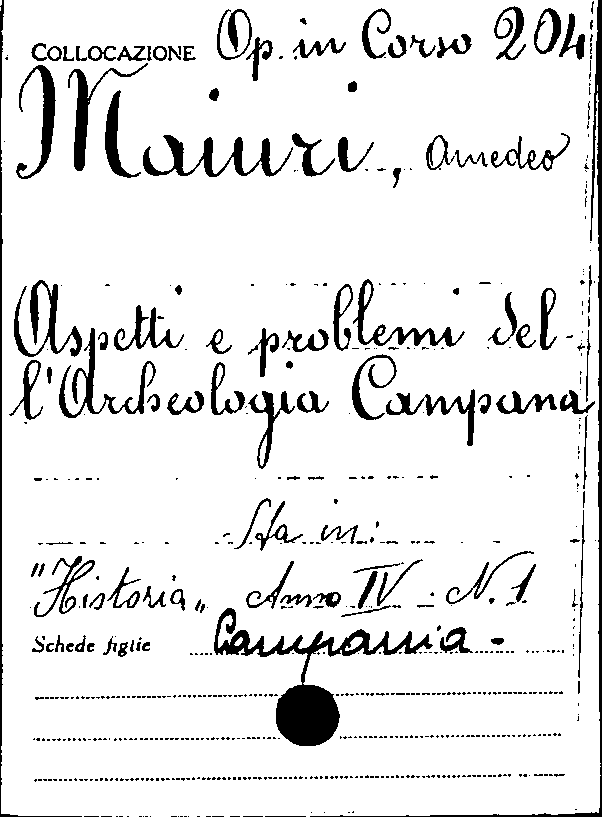 COLLOCAZIONE Op. in Corso 204
Maiuri, Amedeo
Aspetti e problemi del-
l'Archeologia Campana
Sta in:
"Historia„ Anno IV - N. 1
Schede figlie Campania -